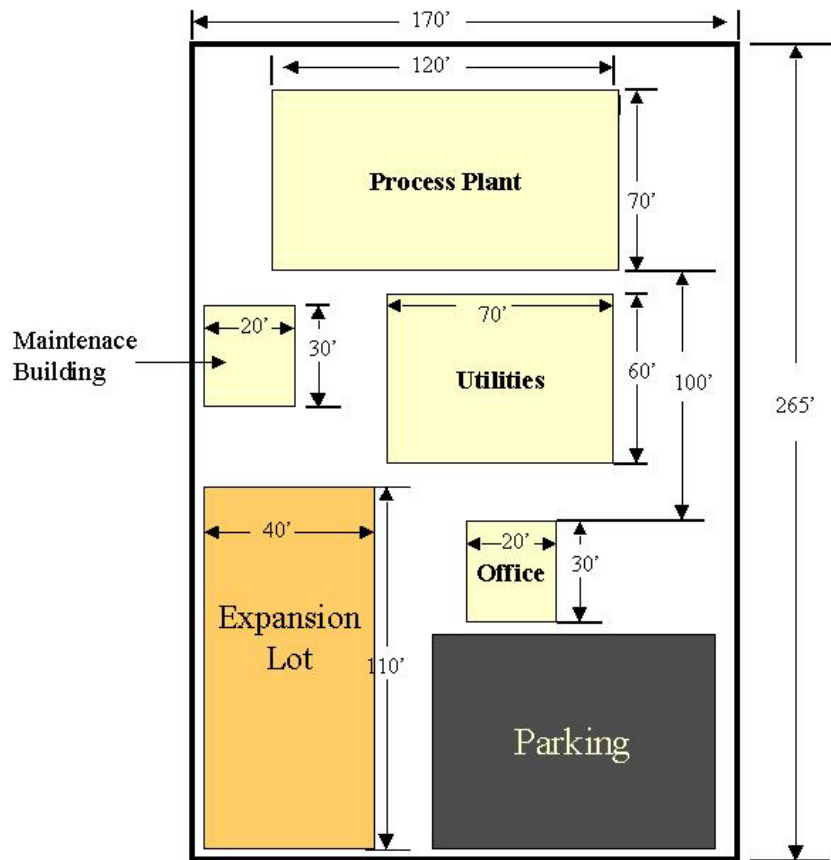 170’
120’
Process Plant
70’
Maintenace
Building
20’
30’
70’
Utilities
60’
100’
265’
40’
Expansion
Lot
110’
20’
Office
30’
Parking